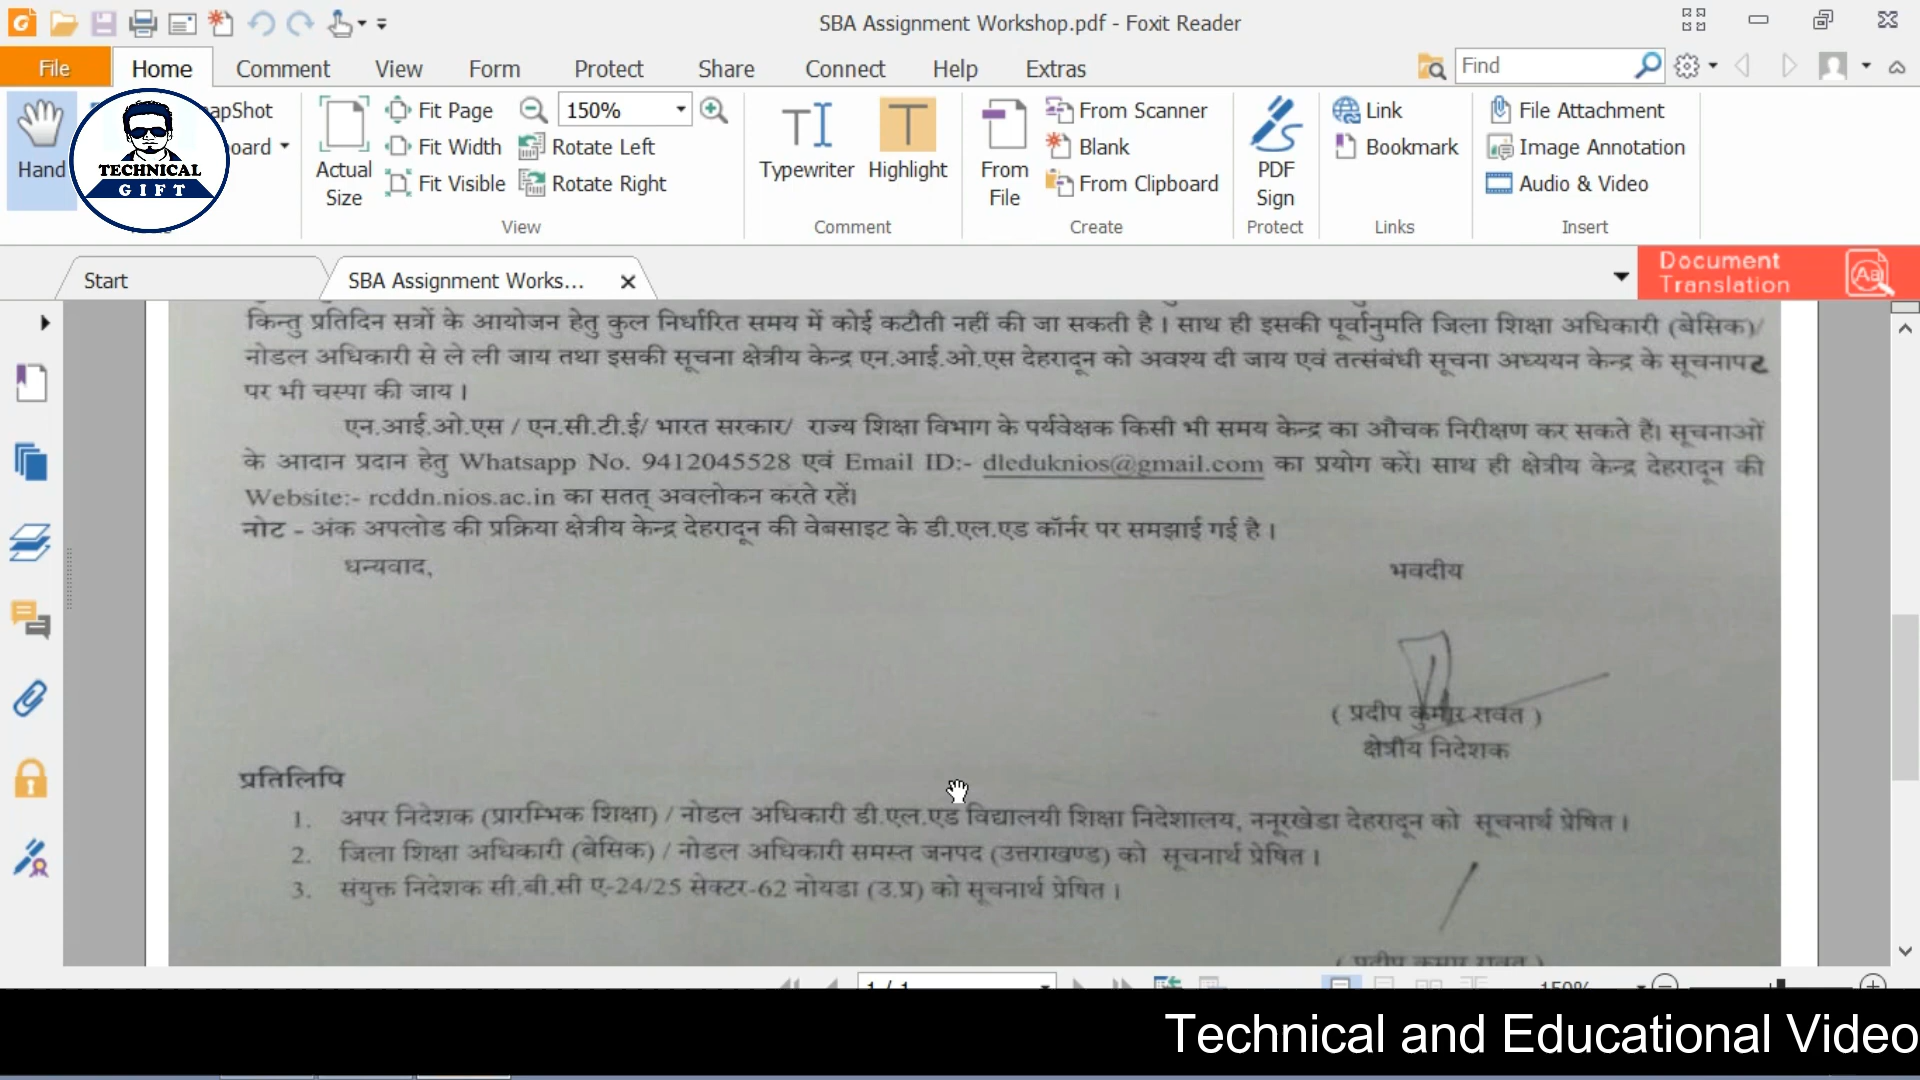 SBA Assignment Workshop.pdf - Foxit Reader
File Home Comment View Form Protect Share Connect Help Extras Find
Hand
TECHNICAL
GIFT
apShot
oard
Actual Size
Fit Page
Fit Width
Fit Visible
150%
Rotate Left
Rotate Right
View
Typewriter Highlight
Comment
From File
From Scanner
Blank
From Clipboard
Create
PDF Sign
Protect
Link
Bookmark
Links
File Attachment
Image Annotation
Audio & Video
Insert
Start
SBA Assignment Works...
Document
Translation
किन्तु प्रतिदिन सत्रों के आयोजन हेतु कुल निर्धारित समय में कोई कटौती नहीं की जा सकती है। साथ ही इसकी पूर्वानुमति जिला शिक्षा अधिकारी (बेसिक)/
नोडल अधिकारी से ले ली जाय तथा इसकी सूचना क्षेत्रीय केन्द्र एन.आई.ओ.एस देहरादून को अवश्य दी जाय एवं तत्संबंधी सूचना अध्ययन केन्द्र के सूचनापट
पर भी चस्पा की जाय।
एन.आई.ओ.एस / एन.सी.टी.ई/ भारत सरकार/ राज्य शिक्षा विभाग के पर्यवेक्षक किसी भी समय केन्द्र का औचक निरीक्षण कर सकते हैं। सूचनाओं
के आदान प्रदान हेतु Whatsapp No. 9412045528 एवं Email ID:- dleduknios@gmail.com का प्रयोग करें। साथ ही क्षेत्रीय केन्द्र देहरादून की
Website:- rcddn.nios.ac.in का सतत् अवलोकन करते रहें।
नोट - अंक अपलोड की प्रक्रिया क्षेत्रीय केन्द्र देहरादून की वेबसाइट के डी.एल.एड कॉर्नर पर समझाई गई है।
धन्यवाद,
भवदीय
( प्रदीप कुमार रावत )
क्षेत्रीय निदेशक
प्रतिलिपि
1. अपर निदेशक (प्रारम्भिक शिक्षा) / नोडल अधिकारी डी.एल.एड विद्यालयी शिक्षा निदेशालय, ननूरखेडा देहरादून को सूचनार्थ प्रेषित।
2. जिला शिक्षा अधिकारी (बेसिक) / नोडल अधिकारी समस्त जनपद (उत्तराखण्ड) को सूचनार्थ प्रेषित।
3. संयुक्त निदेशक सी.बी.सी ए-24/25 सेक्टर-62 नोयडा (उ.प्र) को सूचनार्थ प्रेषित।
( प्रदीप कुमार रावत )
1 / 1
150%
Technical and Educational Video